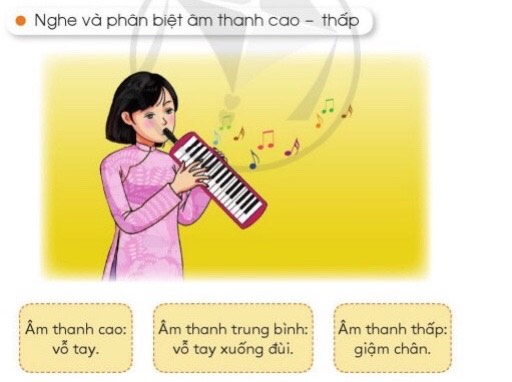 Nghe và phân biệt âm thanh cao – thấp
Âm thanh cao:
vỗ tay.
Âm thanh trung bình:
vỗ tay xuống đùi.
Âm thanh thấp:
giậm chân.